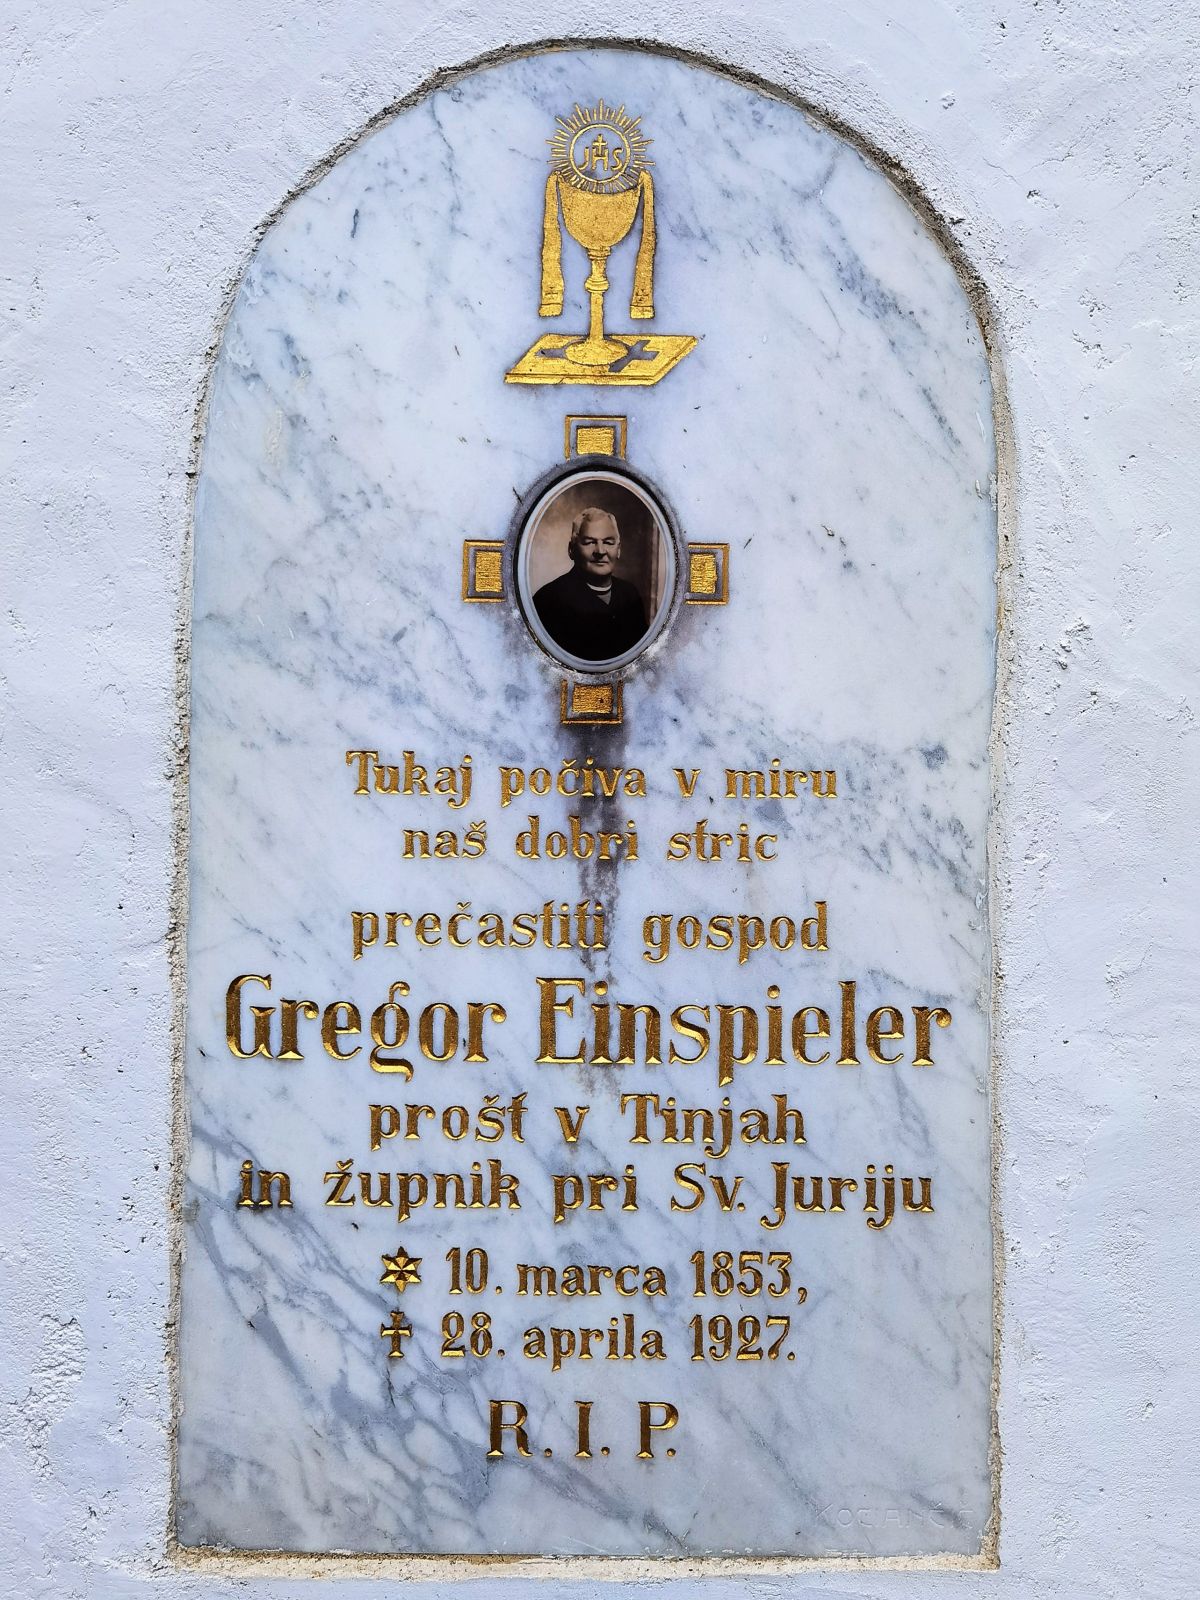 JHS
Tukaj počiva v miru
naš dobri stric
prečastiti gospod
Gregor Einspieler
prošt v Tinjah
in župnik pri Sv. Juriju
* 10. marca 1853,
✝ 28. aprila 1927.
R. I. P.